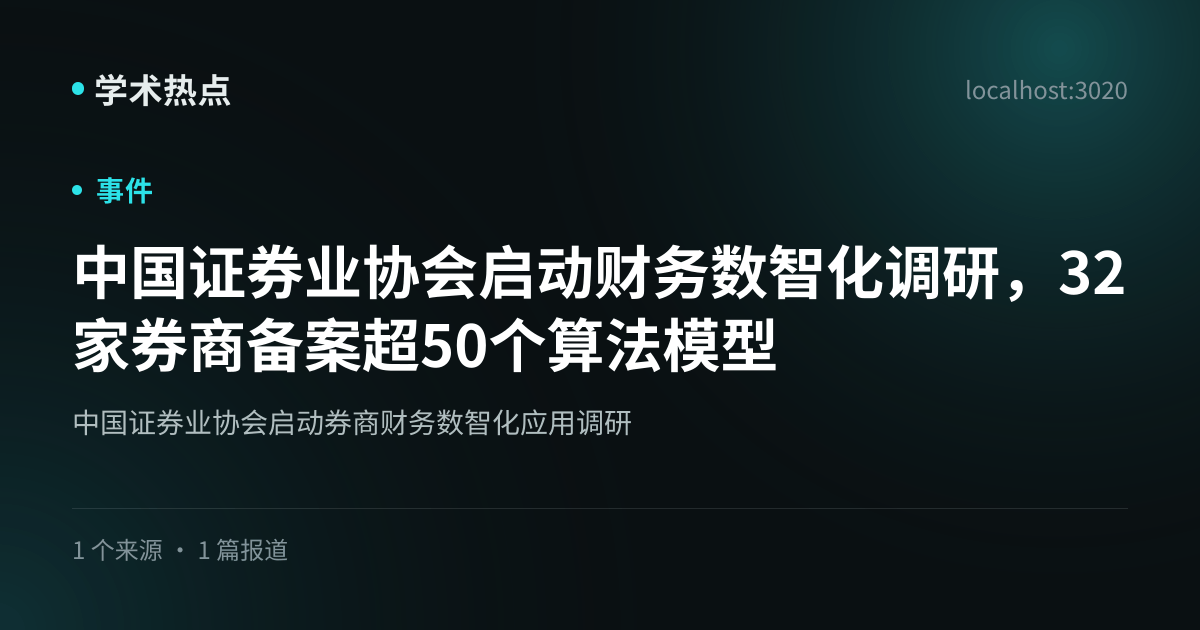 学术热点
localhost:3020
事件
中国证券业协会启动财务数智化调研，32
家券商备案超50个算法模型
中国证券业协会启动券商财务数智化应用调研
1 个来源 · 1 篇报道